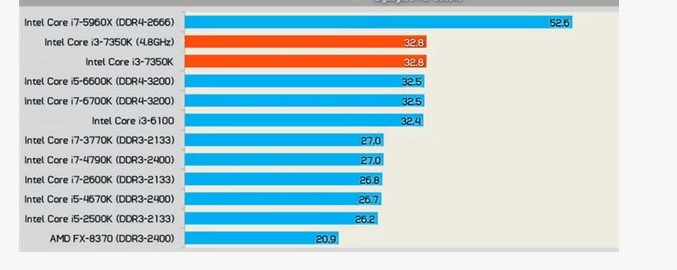 Intel Core i7-5960X (DDR4-2666) 52.6
Intel Core i3-7350K (4.8GHz) 32.8
Intel Core i3-7350K 32.8
Intel Core i5-6600K (DDR4-3200) 32.5
Intel Core i7-6700K (DDR4-3200) 32.5
Intel Core i3-6100 32.4
Intel Core i7-3770K (DDR3-2133) 27.0
Intel Core i7-4790K (DDR3-2400) 27.0
Intel Core i7-2600K (DDR3-2133) 26.8
Intel Core i5-4670K (DDR3-2400) 26.7
Intel Core i5-2500K (DDR3-2133) 26.2
AMD FX-8370 (DDR3-2400) 20.9